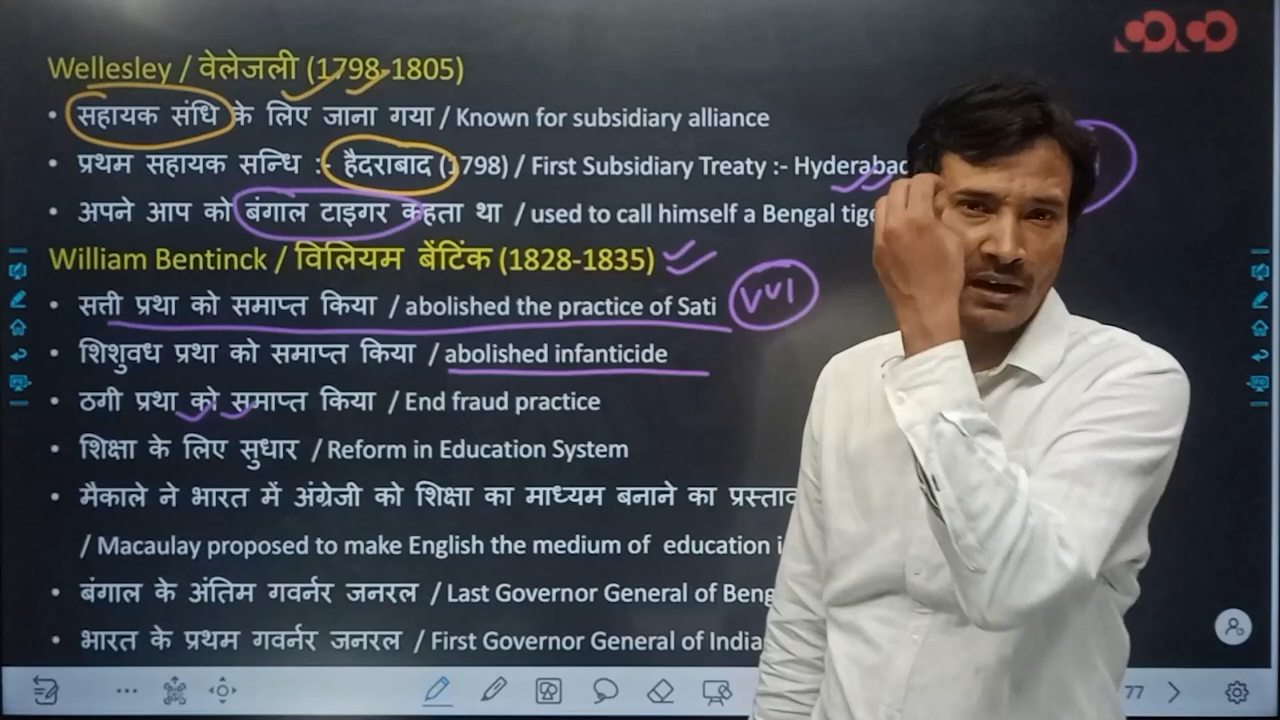 Wellesley / वेलेजली (1798-1805)
• सहायक संधि के लिए जाना गया / Known for subsidiary alliance
• प्रथम सहायक सन्धि :- हैदराबाद (1798) / First Subsidiary Treaty :- Hyderabad
• अपने आप को बंगाल टाइगर कहता था / used to call himself a Bengal tige
William Bentinck / विलियम बेंटिंक (1828-1835)
• सत्ती प्रथा को समाप्त किया / abolished the practice of Sati VVI
• शिशुवध प्रथा को समाप्त किया / abolished infanticide
• ठगी प्रथा को समाप्त किया / End fraud practice
• शिक्षा के लिए सुधार / Reform in Education System
• मैकाले ने भारत में अंग्रेजी को शिक्षा का माध्यम बनाने का प्रस्ताव
/ Macaulay proposed to make English the medium of education i
• बंगाल के अंतिम गवर्नर जनरल / Last Governor General of Beng
• भारत के प्रथम गवर्नर जनरल / First Governor General of India
77